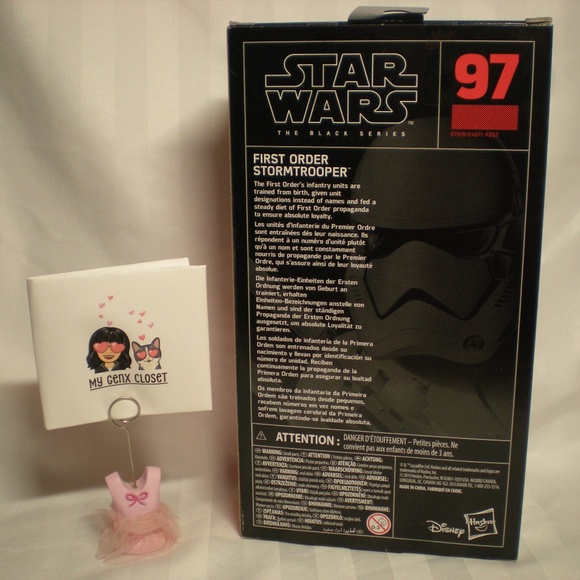 STAR
WARS™
THE BLACK SERIES
97
FIRST ORDER
STORMTROOPER™
The First Order's infantry units are
trained from birth, given unit
designations instead of names and fed a
steady diet of First Order propaganda
to ensure absolute loyalty.
Les unités d'infanterie du Premier Ordre
sont entraînées dès leur naissance. Ils
répondent à un numéro d'unité plutôt
qu'à un nom et sont constamment
nourris de propagande par le Premier
Ordre, qui s'assure ainsi de leur loyauté
absolue.
Die Infanterie-Einheiten der Ersten
Ordnung werden von Geburt an
trainiert, erhalten
Einheiten-Bezeichnungen anstelle von
Namen und sind der ständigen
Propaganda der Ersten Ordnung
ausgesetzt, um absolute Loyalität zu
garantieren.
Los soldados de infantería de la Primera
Orden son entrenados desde su
nacimiento y llevan por identificación su
número de unidad. Reciben
continuamente la propaganda de la
Primera Orden para asegurar su lealtad
absoluta.
Os membros da infantaria da Primeira
Ordem são treinados desde pequenos,
recebem números em vez nomes e
sofrem lavagem cerebral da Primeira
Ordem, garantindo-se lealdade absoluta.
ATTENTION : DANGER D'ÉTOUFFEMENT – Petites pièces. Ne
convient pas aux enfants de moins de 3 ans.
MADE IN CHINA. FABRIQUÉ EN CHINE.
Disney
Hasbro
MY GENX CLOSET